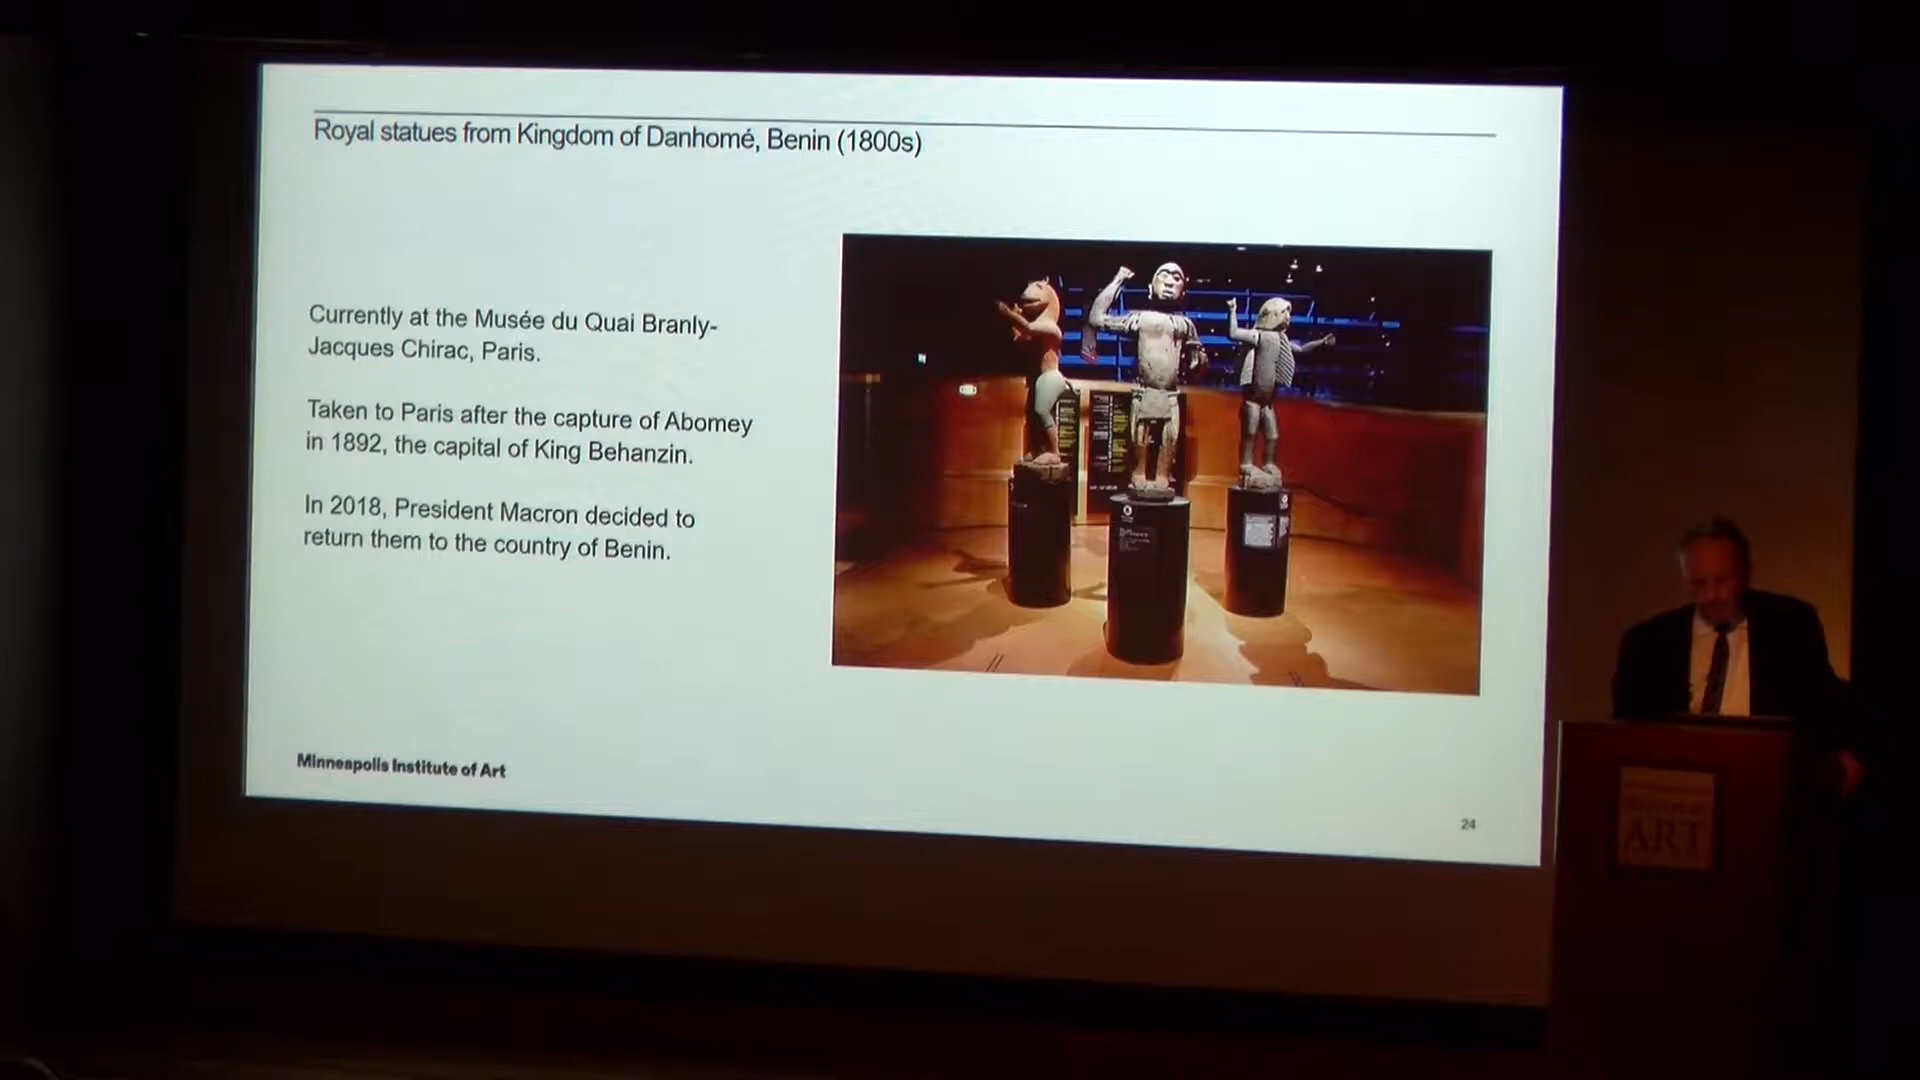 Royal statues from Kingdom of Danhomé, Benin (1800s)
Currently at the Musée du Quai Branly-
Jacques Chirac, Paris.
Taken to Paris after the capture of Abomey
in 1892, the capital of King Behanzin.
In 2018, President Macron decided to
return them to the country of Benin.
Minneapolis Institute of Art
24
ART